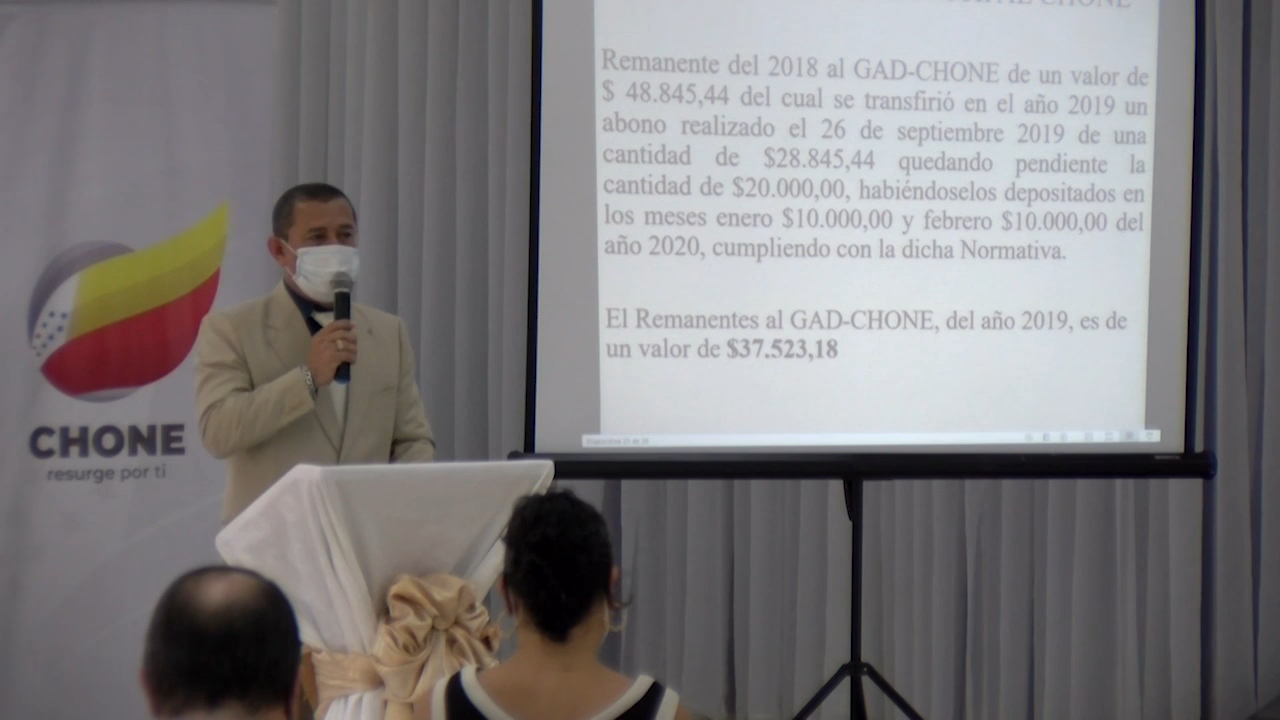 CHONE
resurge por ti
CHONE
Remanente del 2018 al GAD-CHONE de un valor de
$ 48.845,44 del cual se transfirió en el año 2019 un
abono realizado el 26 de septiembre 2019 de una
cantidad de $28.845,44 quedando pendiente la
cantidad de $20.000,00, habiéndoselos depositados en
los meses enero $10.000,00 y febrero $10.000,00 del
año 2020, cumpliendo con la dicha Normativa.
El Remanentes al GAD-CHONE, del año 2019, es de
un valor de $37.523,18